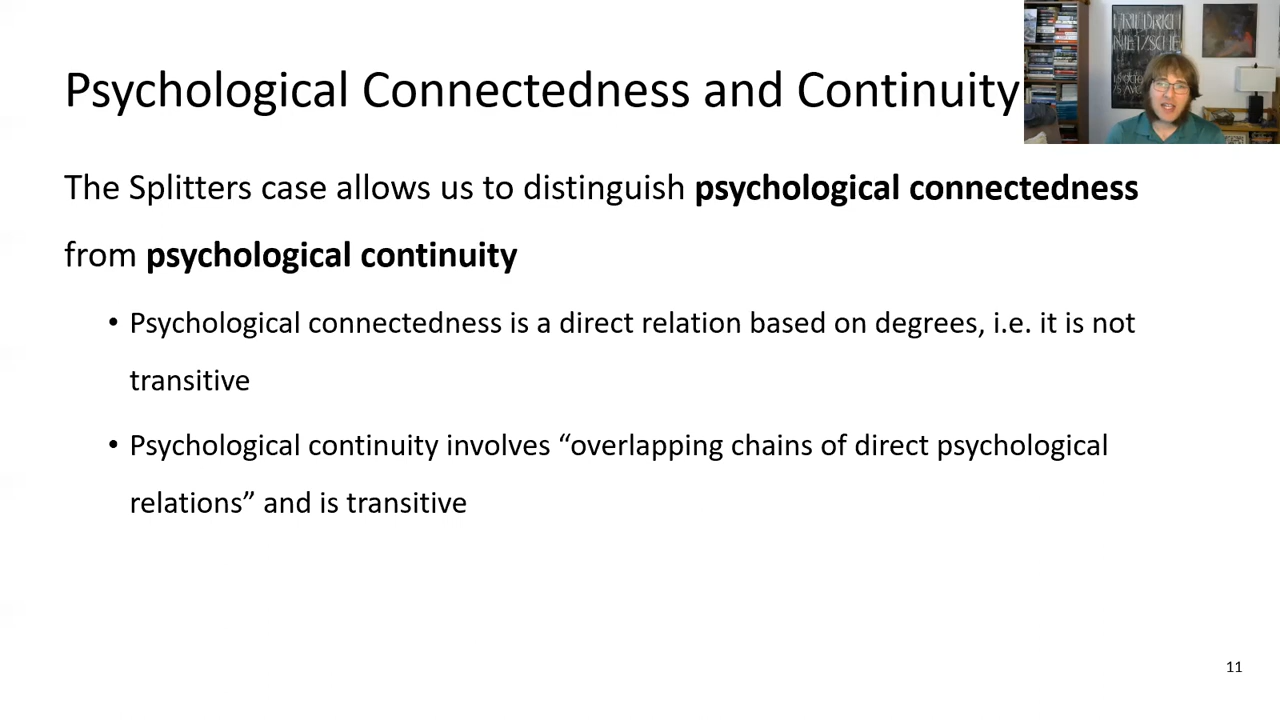 Psychological Connectedness and Continuity
FRIEDRICH
NIETZSCHE
The Splitters case allows us to distinguish psychological connectedness
from psychological continuity
• Psychological connectedness is a direct relation based on degrees, i.e. it is not
transitive
• Psychological continuity involves “overlapping chains of direct psychological
relations” and is transitive
11